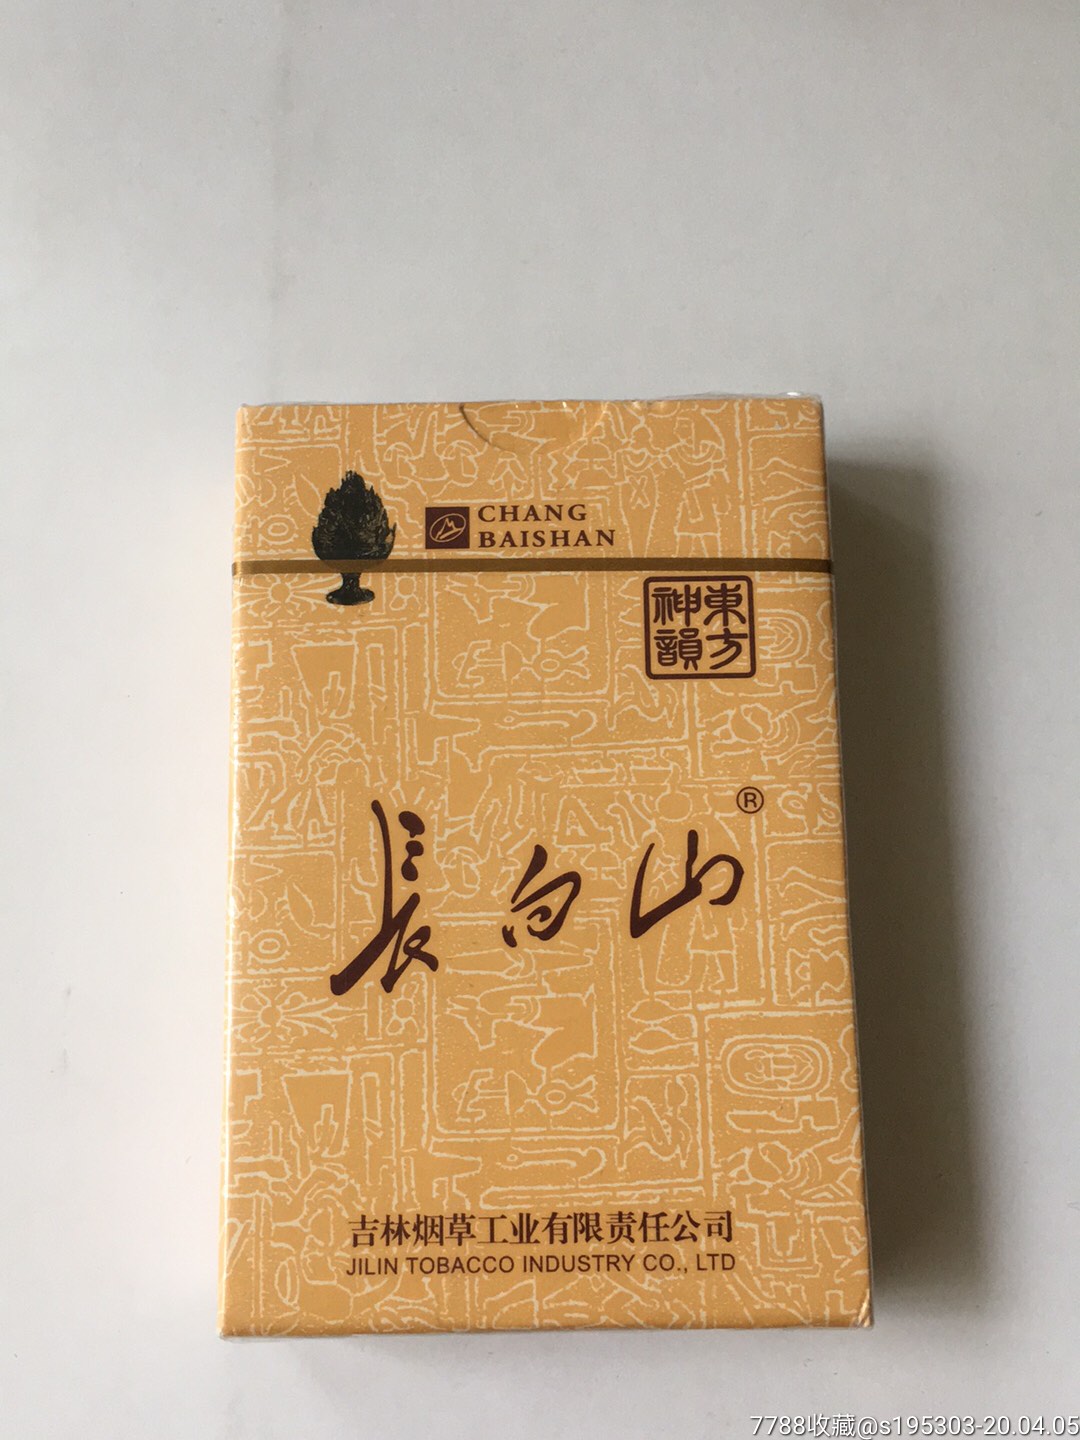 CHANG
BAISHAN
東方
神韻
長白山®
吉林烟草工业有限责任公司
JILIN TOBACCO INDUSTRY CO., LTD
7788收藏@s195303-20.04.05